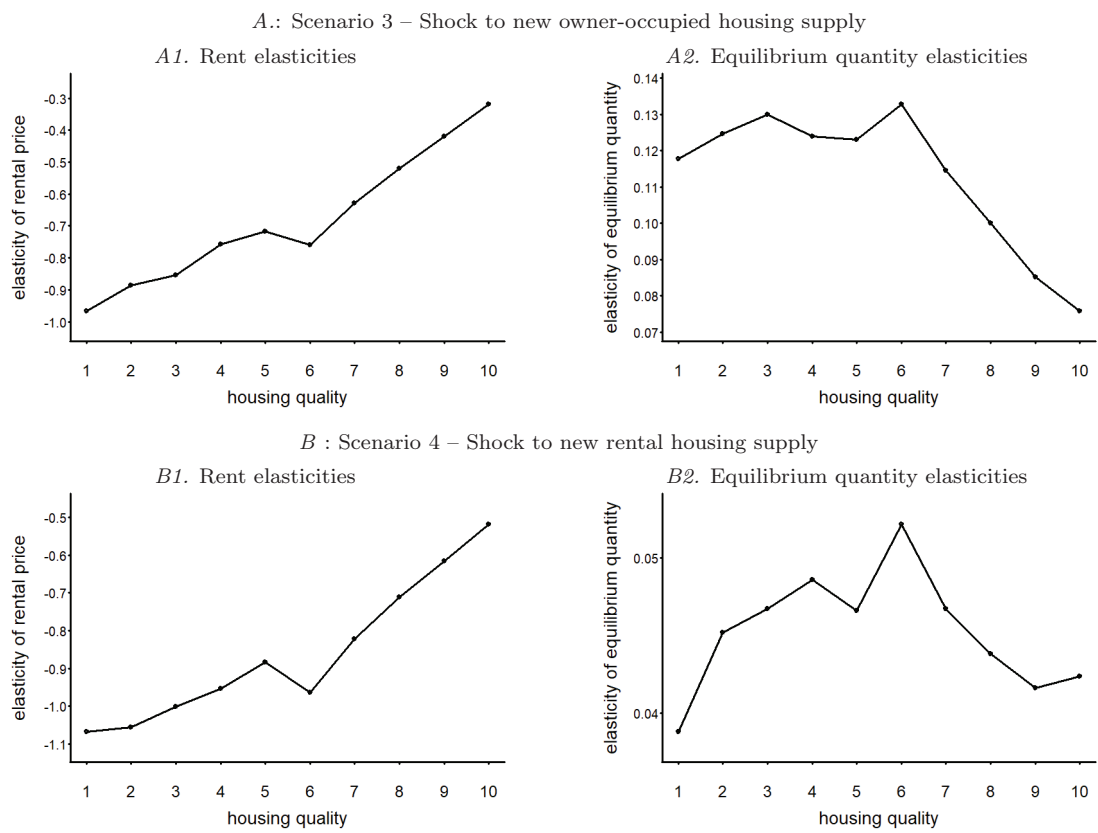 A.: Scenario 3 – Shock to new owner-occupied housing supply
A1. Rent elasticities
elasticity of rental price
-0.3
-0.4
-0.5
-0.6
-0.7
-0.8
-0.9
-1.0
1 2 3 4 5 6 7 8 9 10
housing quality
A2. Equilibrium quantity elasticities
elasticity of equilibrium quantity
0.14
0.13
0.12
0.11
0.10
0.09
0.08
0.07
1 2 3 4 5 6 7 8 9 10
housing quality
B : Scenario 4 – Shock to new rental housing supply
B1. Rent elasticities
elasticity of rental price
-0.5
-0.6
-0.7
-0.8
-0.9
-1.0
-1.1
1 2 3 4 5 6 7 8 9 10
housing quality
B2. Equilibrium quantity elasticities
elasticity of equilibrium quantity
0.05
0.04
1 2 3 4 5 6 7 8 9 10
housing quality